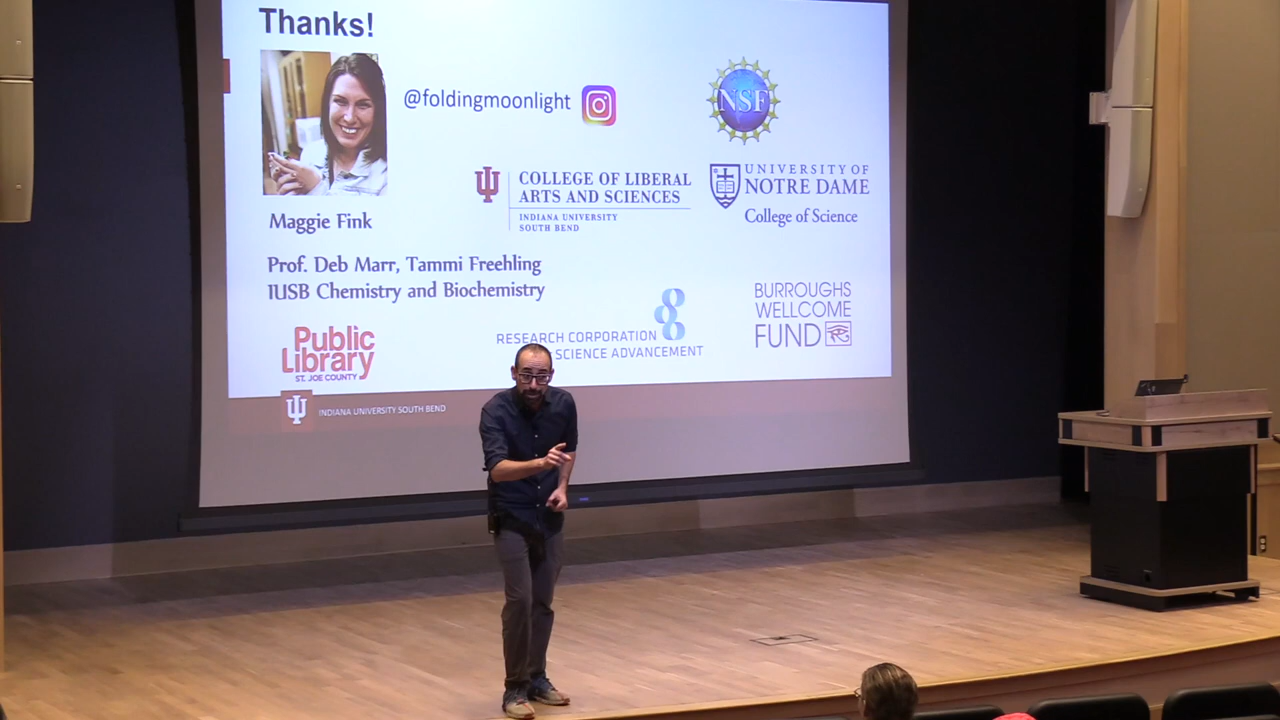 Thanks!
@foldingmoonlight
NSF
COLLEGE OF LIBERAL
ARTS AND SCIENCES
INDIANA UNIVERSITY
SOUTH BEND
UNIVERSITY OF
NOTRE DAME
College of Science
Maggie Fink
Prof. Deb Marr, Tammi Freehling
IUSB Chemistry and Biochemistry
Public
Library
ST. JOE COUNTY
RESEARCH CORPORATION
SCIENCE ADVANCEMENT
BURROUGHS
WELLCOME
FUND
INDIANA UNIVERSITY SOUTH BEND